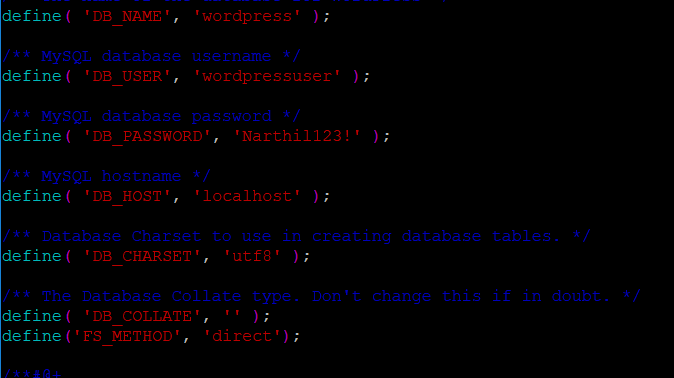 define( 'DB_NAME', 'wordpress' );
/** MySQL database username */
define( 'DB_USER', 'wordpressuser' );
/** MySQL database password */
define( 'DB_PASSWORD', 'Narthil123!' );
/** MySQL hostname */
define( 'DB_HOST', 'localhost' );
/** Database Charset to use in creating database tables. */
define( 'DB_CHARSET', 'utf8' );
/** The Database Collate type. Don't change this if in doubt. */
define( 'DB_COLLATE', '' );
define('FS_METHOD', 'direct');
/**#@+